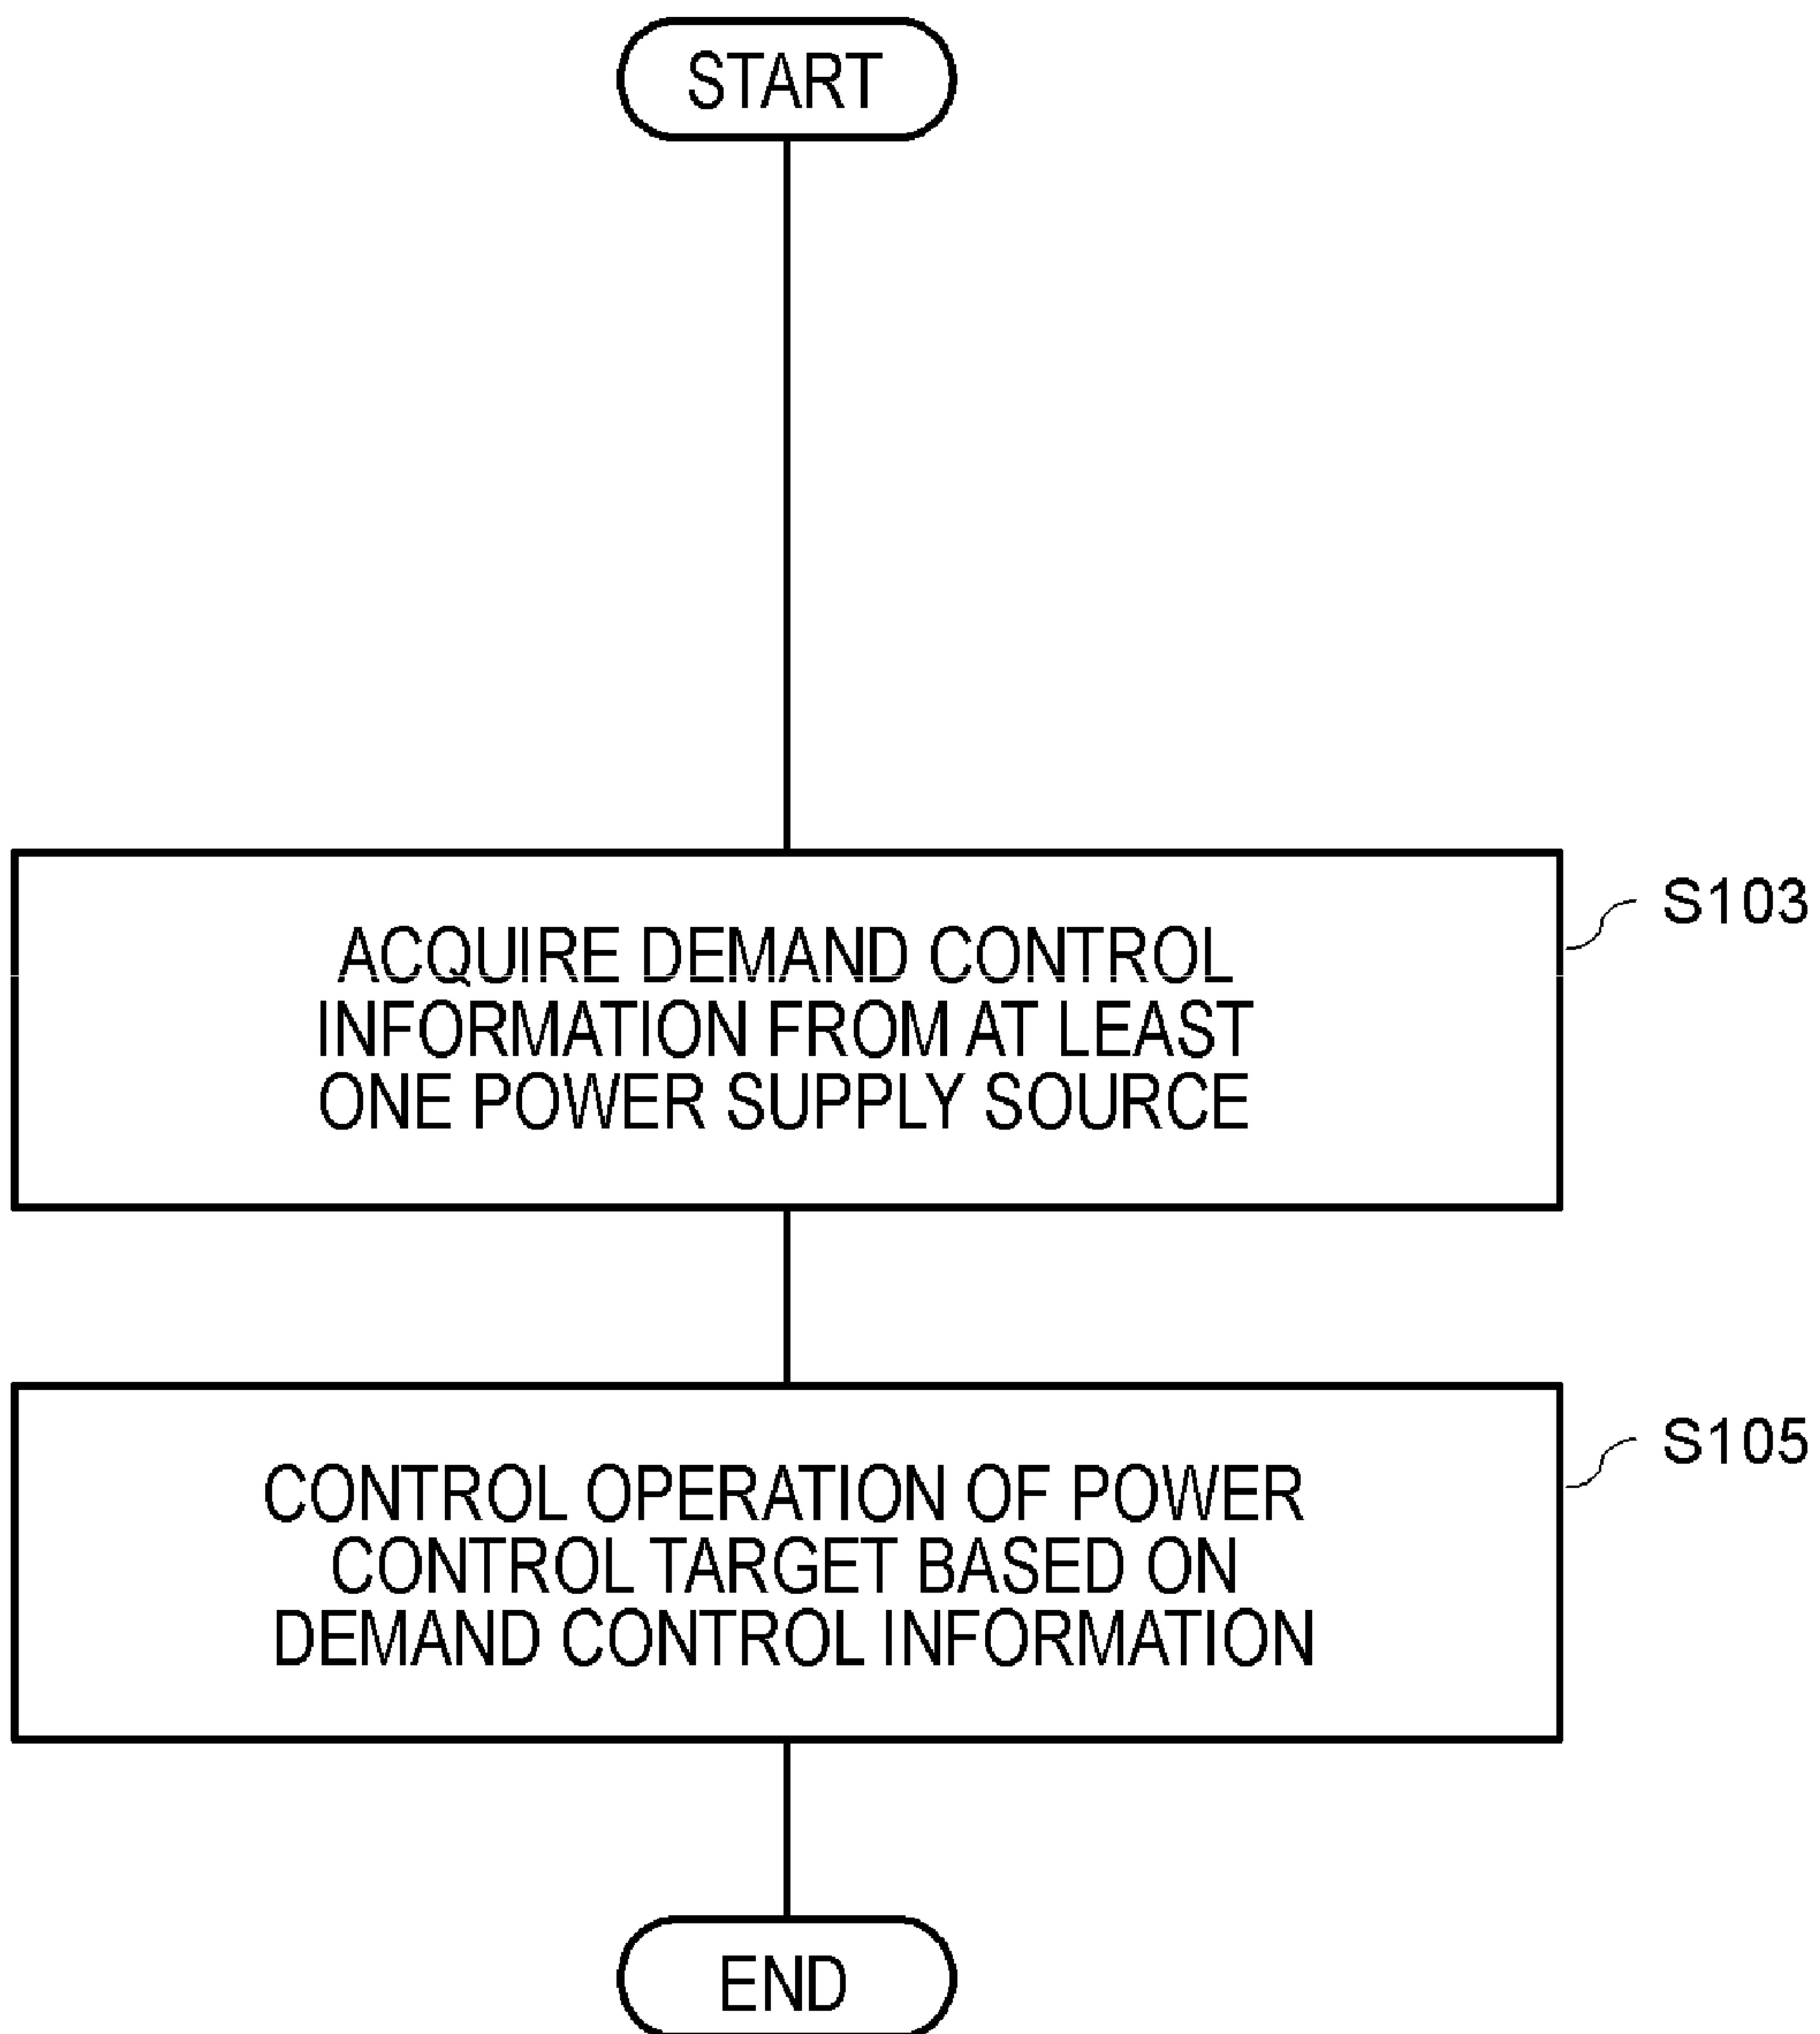 START
ACQUIRE DEMAND CONTROL
INFORMATION FROM AT LEAST
ONE POWER SUPPLY SOURCE
S103
CONTROL OPERATION OF POWER
CONTROL TARGET BASED ON
DEMAND CONTROL INFORMATION
S105
END